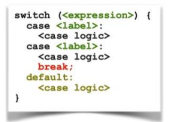 switch (<expression>) {
case <label>:
<case logic>
case <label>:
<case logic>
break;
default:
<case logic>
}